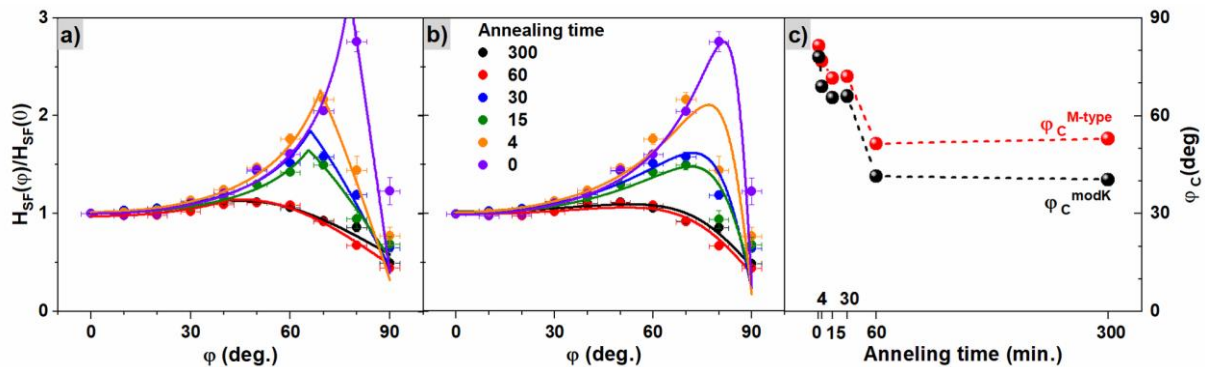 a)
3
2
1
0
H_SF(φ)/H_SF(0)
0 30 60 90
φ (deg.)
b)
Annealing time
300
60
30
15
4
0
0 30 60 90
φ (deg.)
c)
90
60
30
0
φ_C(deg)
φ_C^M-type
φ_C^modK
4 30
0 15 60 300
Anneling time (min.)